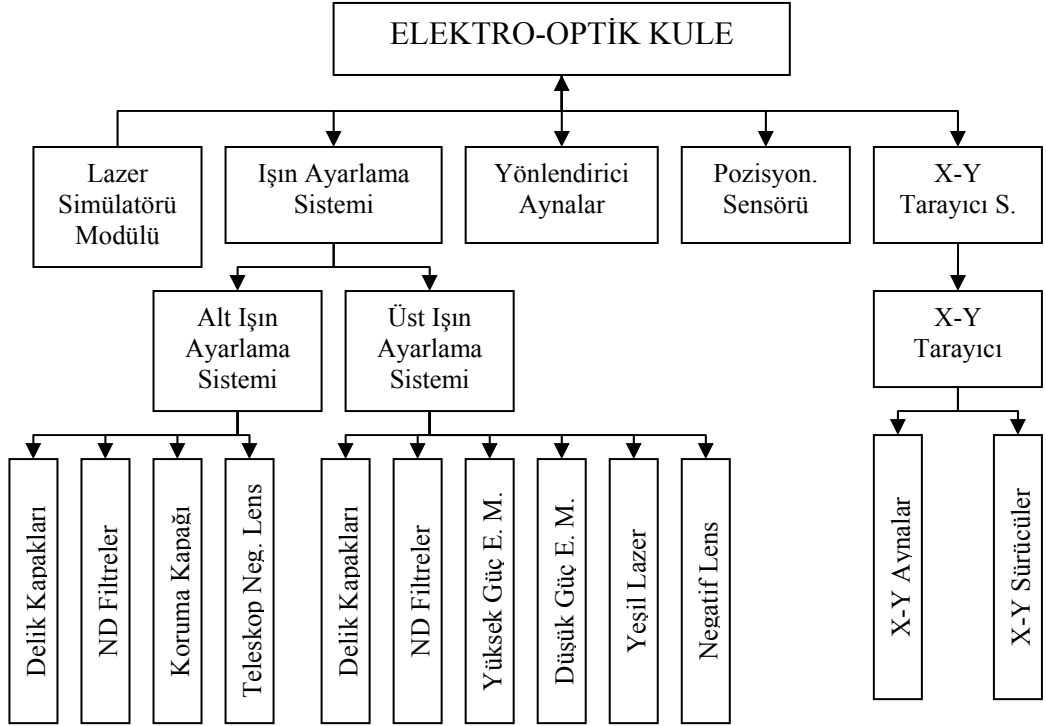 ELEKTRO-OPTİK KULE
Lazer
Simülatörü
Modülü
Işın Ayarlama
Sistemi
Yönlendirici
Aynalar
Pozisyon.
Sensörü
X-Y
Tarayıcı S.
Alt Işın
Ayarlama
Sistemi
Üst Işın
Ayarlama
Sistemi
X-Y
Tarayıcı
Delik Kapakları
ND Filtreler
Koruma Kapağı
Teleskop Neg. Lens
Delik Kapakları
ND Filtreler
Yüksek Güç E. M.
Düşük Güç E. M.
Yeşil Lazer
Negatif Lens
X-Y Aynalar
X-Y Sürücüler